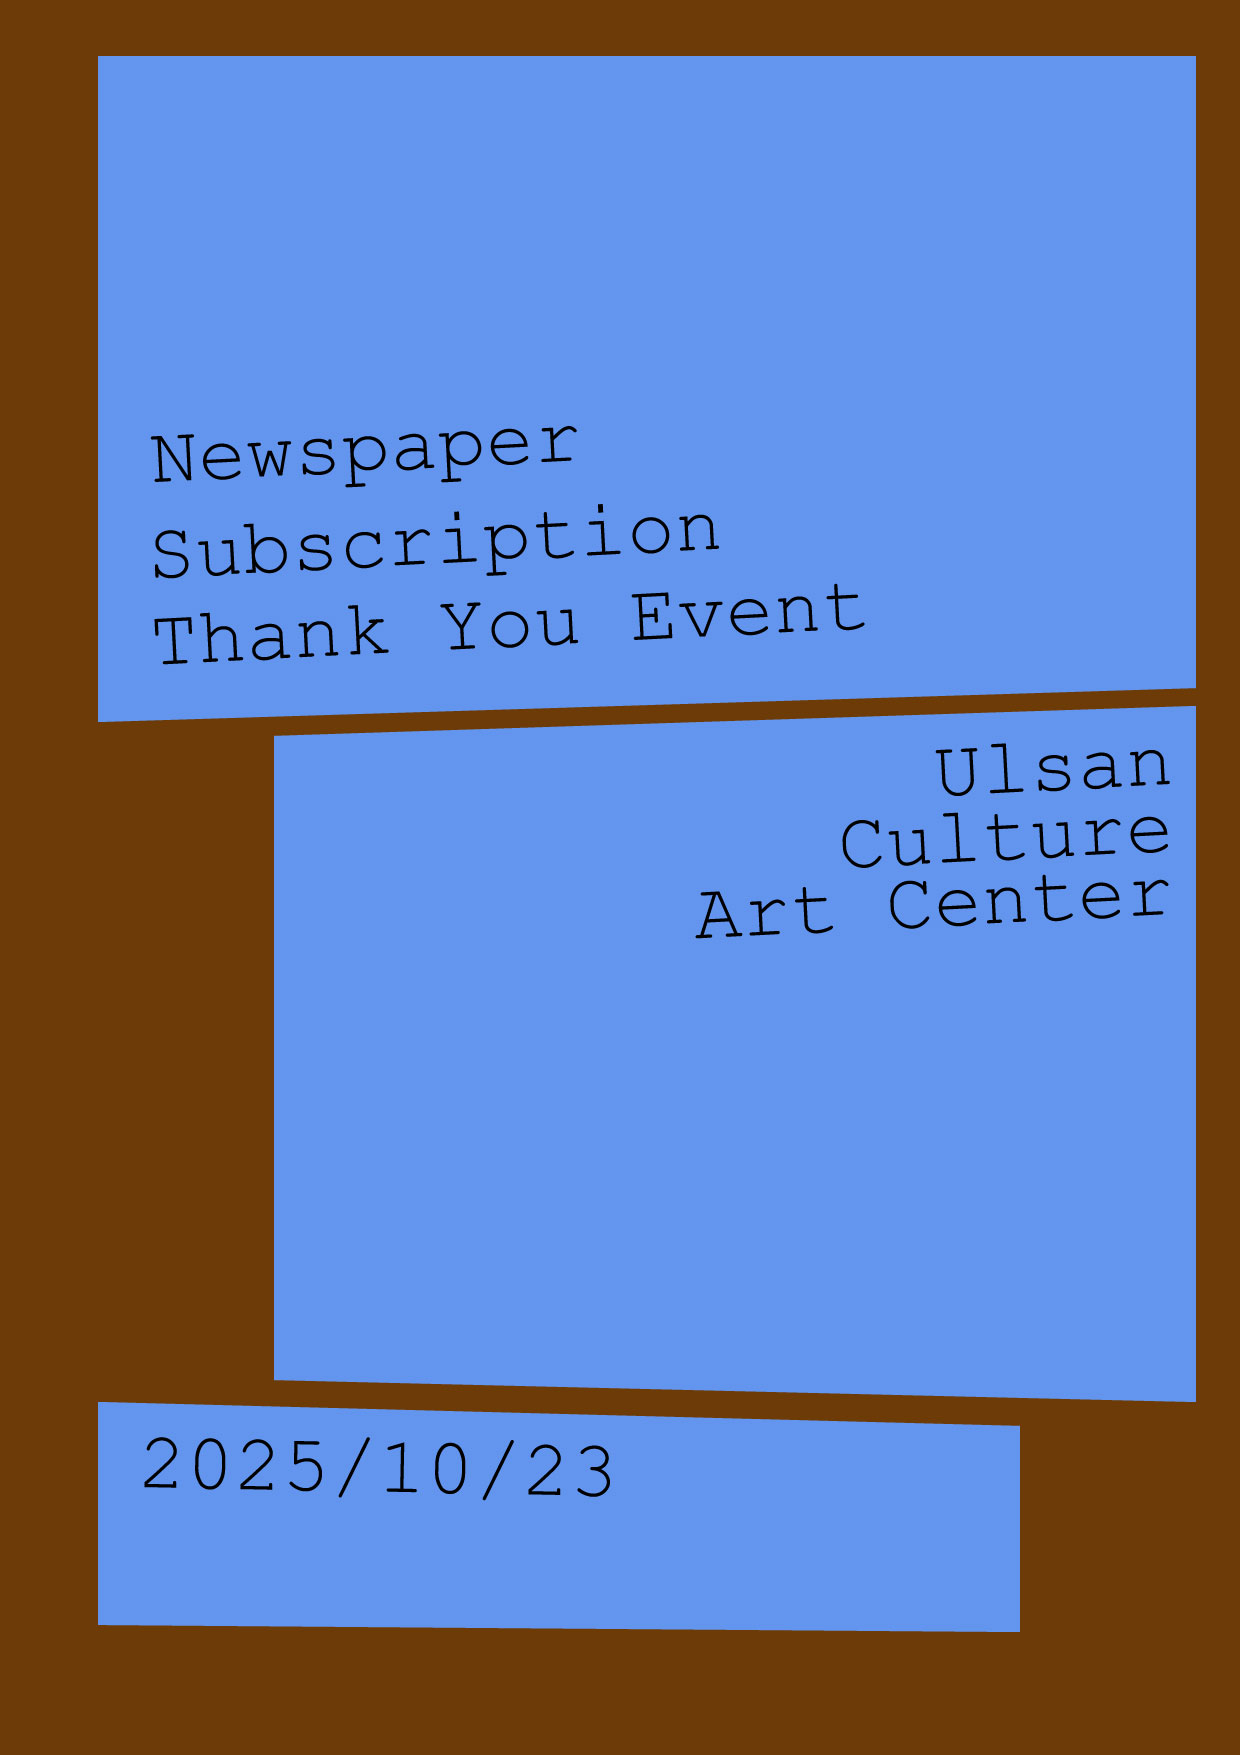 Newspaper
Subscription
Thank You Event
Ulsan
Culture
Art Center
2025/10/23